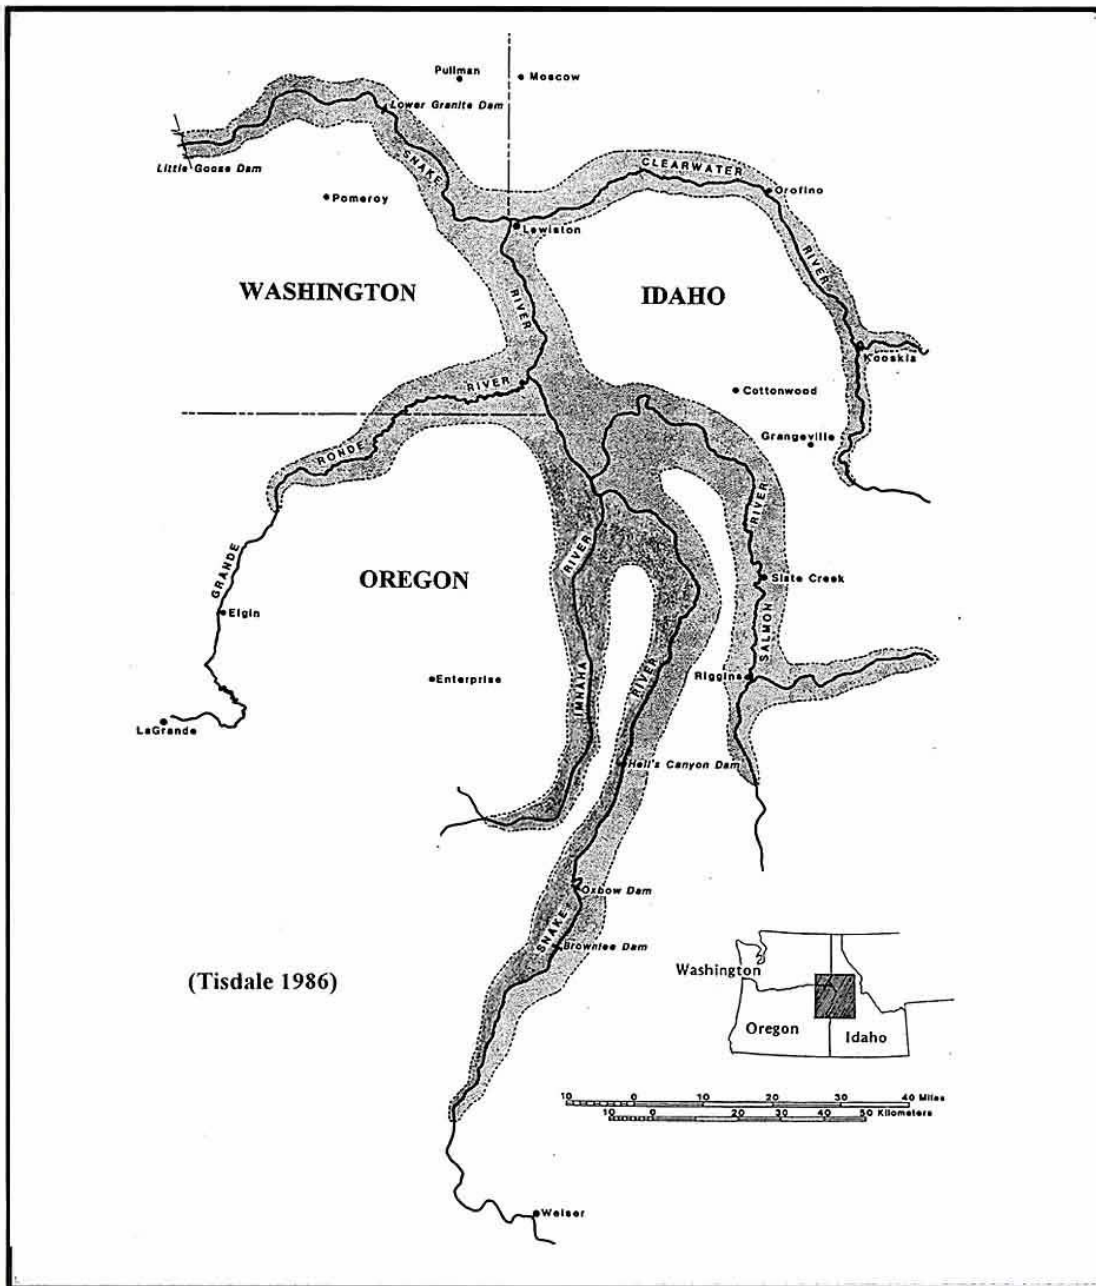 Pullman
Moscow
Lower Granite Dam
Little Goose Dam
SNAKE
CLEARWATER
Orofino
Pomeroy
Lewiston
RIVER
WASHINGTON
IDAHO
RIVER
Kooskia
RIVER
Cottonwood
Grangeville
RONDE
RIVER
RIVER
GRANDE
OREGON
Slate Creek
Elgin
SALMON
Enterprise
IMNAHA
RIVER
Riggins
LaGrande
Hell's Canyon Dam
Oxbow Dam
SNAKE
Brownlee Dam
(Tisdale 1986)
Washington
Oregon
Idaho
10 0 10 20 30 40 Miles
10 0 20 30 40 50 Kilometers
Weiser